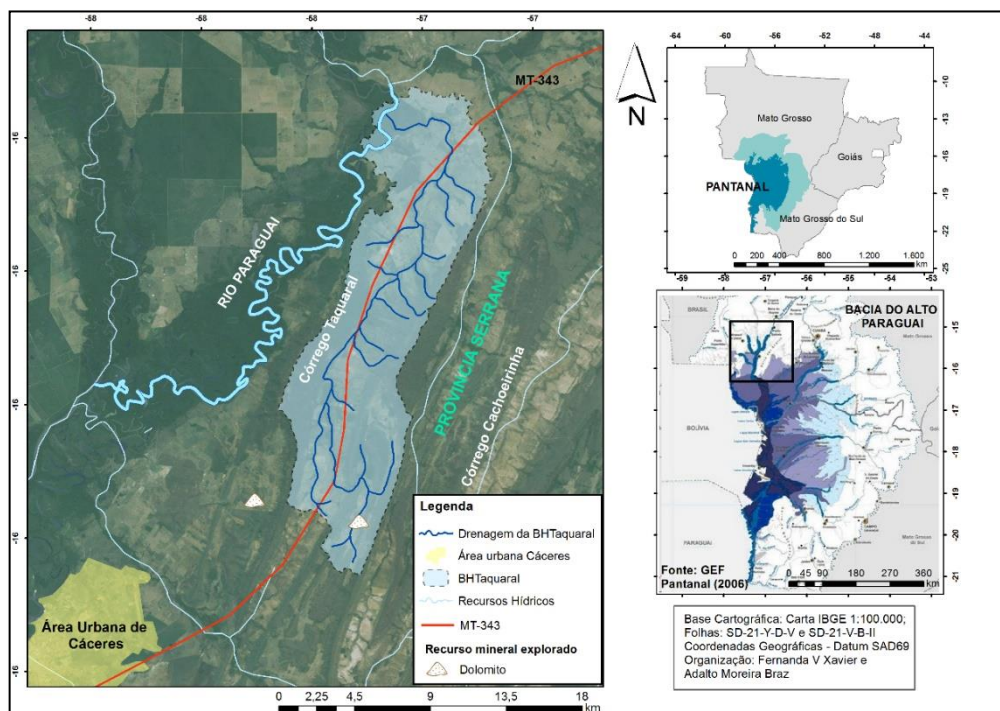 -58
-58
-57
-57
-16
-16
-16
-16
-16
MT-343
RIO PARAGUAI
Córrego Taquaral
PROVINCIA SERRANA
Córrego Cachoeirinha
Área Urbana de
Cáceres
Legenda
Drenagem da BHTaquaral
Área urbana Cáceres
BHTaquaral
Recursos Hídricos
MT-343
Recurso mineral explorado
Dolomito
0 2,25 4,5 9 13,5 18
km
N
-64 -60 -56 -52 -48 -44
-10
-13
-16
-19
-22
-25
Mato Grosso
Goiás
PANTANAL
Mato Grosso do Sul
0 200 400 800 1.200 1.600
km
-59 -58 -57 -56 -55 -54
BRASIL
BACIA DO ALTO
PARAGUAI
-15
-16
-17
-18
-19
-20
-21
BOLÍVIA
Mato Grosso
do Sul
PARAGUAI
Fonte: GEF
Pantanal (2006)
0 45 90 180 270 360
km
Base Cartográfica: Carta IBGE 1:100.000;
Folhas: SD-21-Y-D-V e SD-21-V-B-II
Coordenadas Geográficas - Datum SAD69
Organização: Fernanda V Xavier e
Adalto Moreira Braz